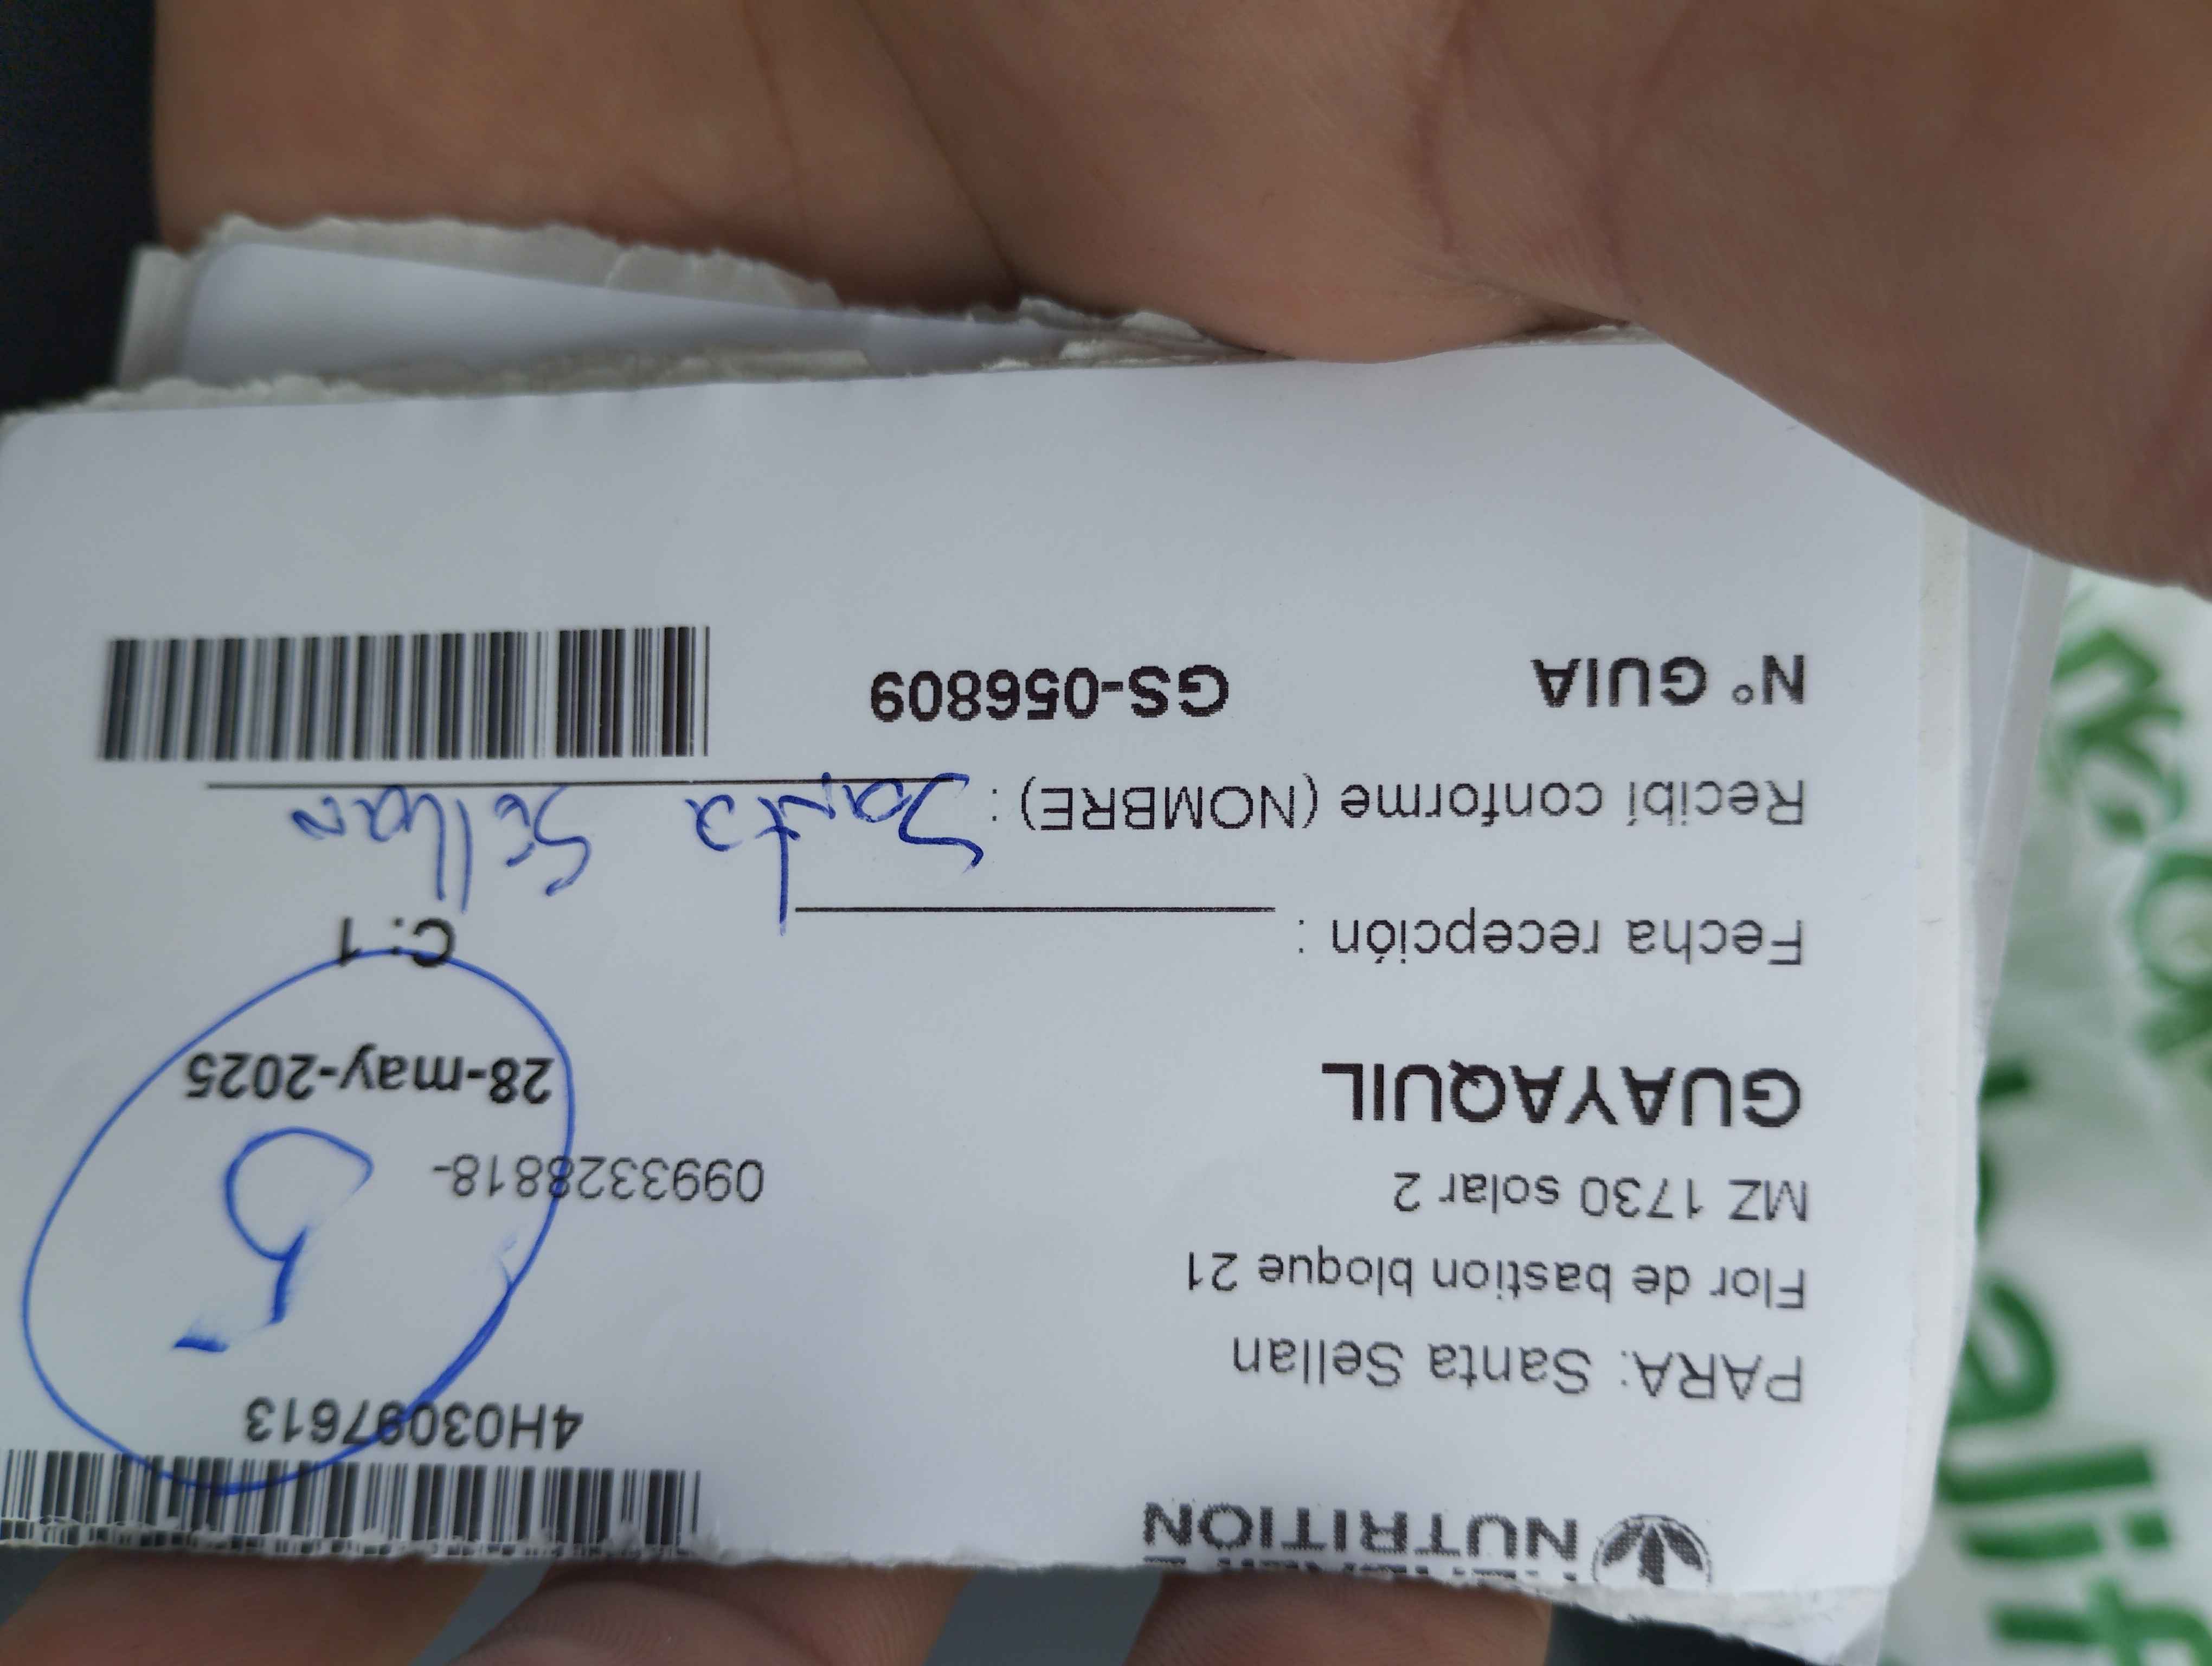 NUTRITION
4H03097613
PARA: Santa Sellan
Flor de bastion bloque 21
MZ 1730 solar 2
0993328818-
5
GUAYAQUIL
28-may-2025
C: 1
Fecha recepción :
Recibí conforme (NOMBRE) : Santa Sellan
N° GUIA GS-056809